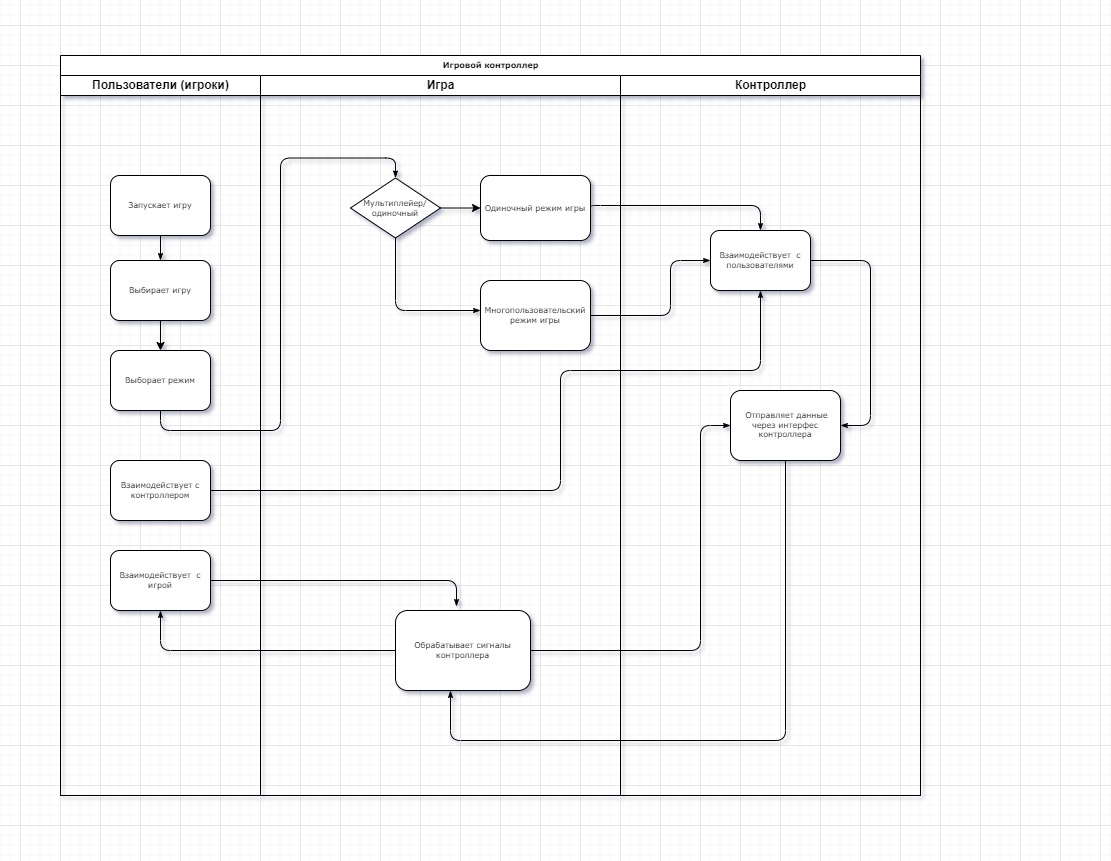 Игровой контроллер
Пользователи (игроки)
Игра
Контроллер
Запускает игру
Выбирает игру
Выборает режим
Взаимодействует с
контроллером
Взаимодействует с
игрой
Мултиплейер/
одиночный
Одиночный режим игры
Многопользовательский
режим игры
Обрабатывает сигналы
контроллера
Взаимодействует с
пользователями
Отправляет данные
через интерфес
контроллера